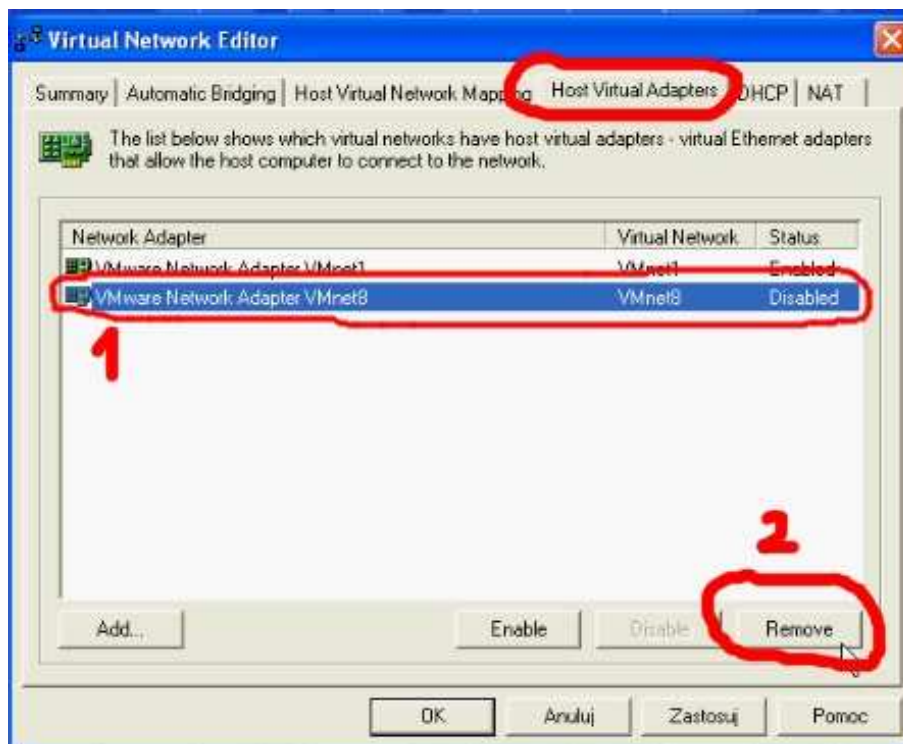 Virtual Network Editor
Summary Automatic Bridging Host Virtual Network Mapping Host Virtual Adapters DHCP NAT
The list below shows which virtual networks have host virtual adapters - virtual Ethernet adapters
that allow the host computer to connect to the network.
Network Adapter Virtual Network Status
VMware Network Adapter VMnet1 VMnet1 Enabled
VMware Network Adapter VMnet8 VMnet8 Disabled
1
2
Add... Enable Disable Remove
OK Anuluj Zastosuj Pomoc